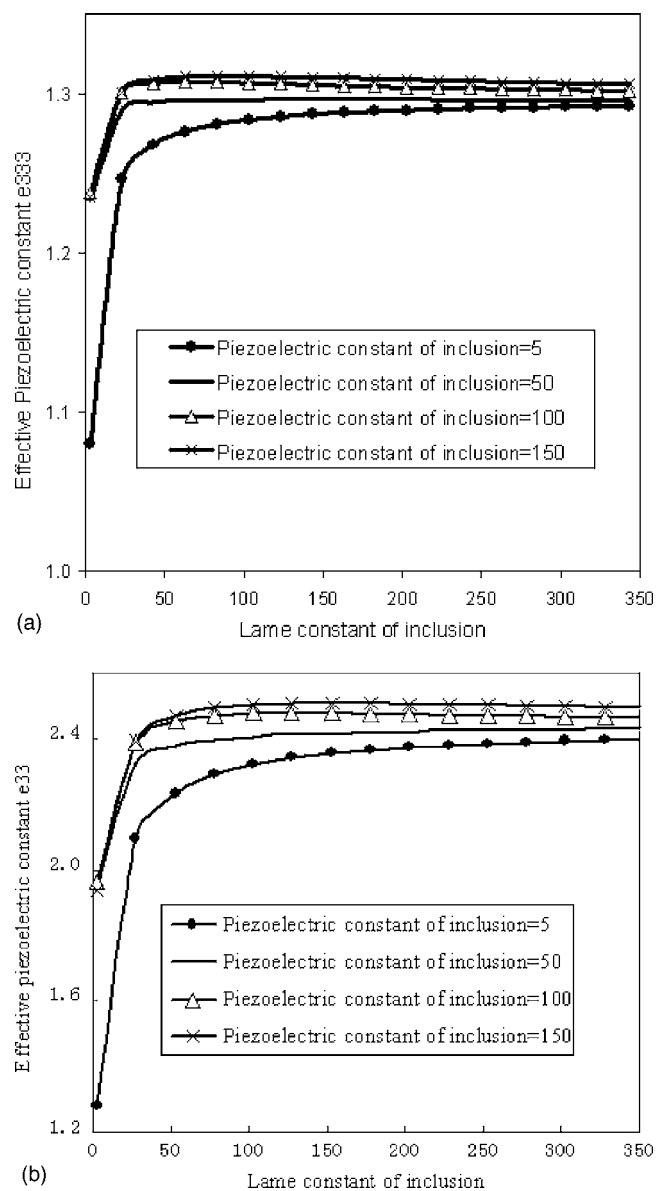 1.3
1.2
1.1
1.0
Effective Piezoelectric constant e333
Piezoelectric constant of inclusion=5
Piezoelectric constant of inclusion=50
Piezoelectric constant of inclusion=100
Piezoelectric constant of inclusion=150
0 50 100 150 200 250 300 350
(a)
Lame constant of inclusion
2.4
2.0
1.6
1.2
Effective piezoelectric constant e33
Piezoelectric constant of inclusion=5
Piezoelectric constant of inclusion=50
Piezoelectric constant of inclusion=100
Piezoelectric constant of inclusion=150
0 50 100 150 200 250 300 350
(b)
Lame constant of inclusion